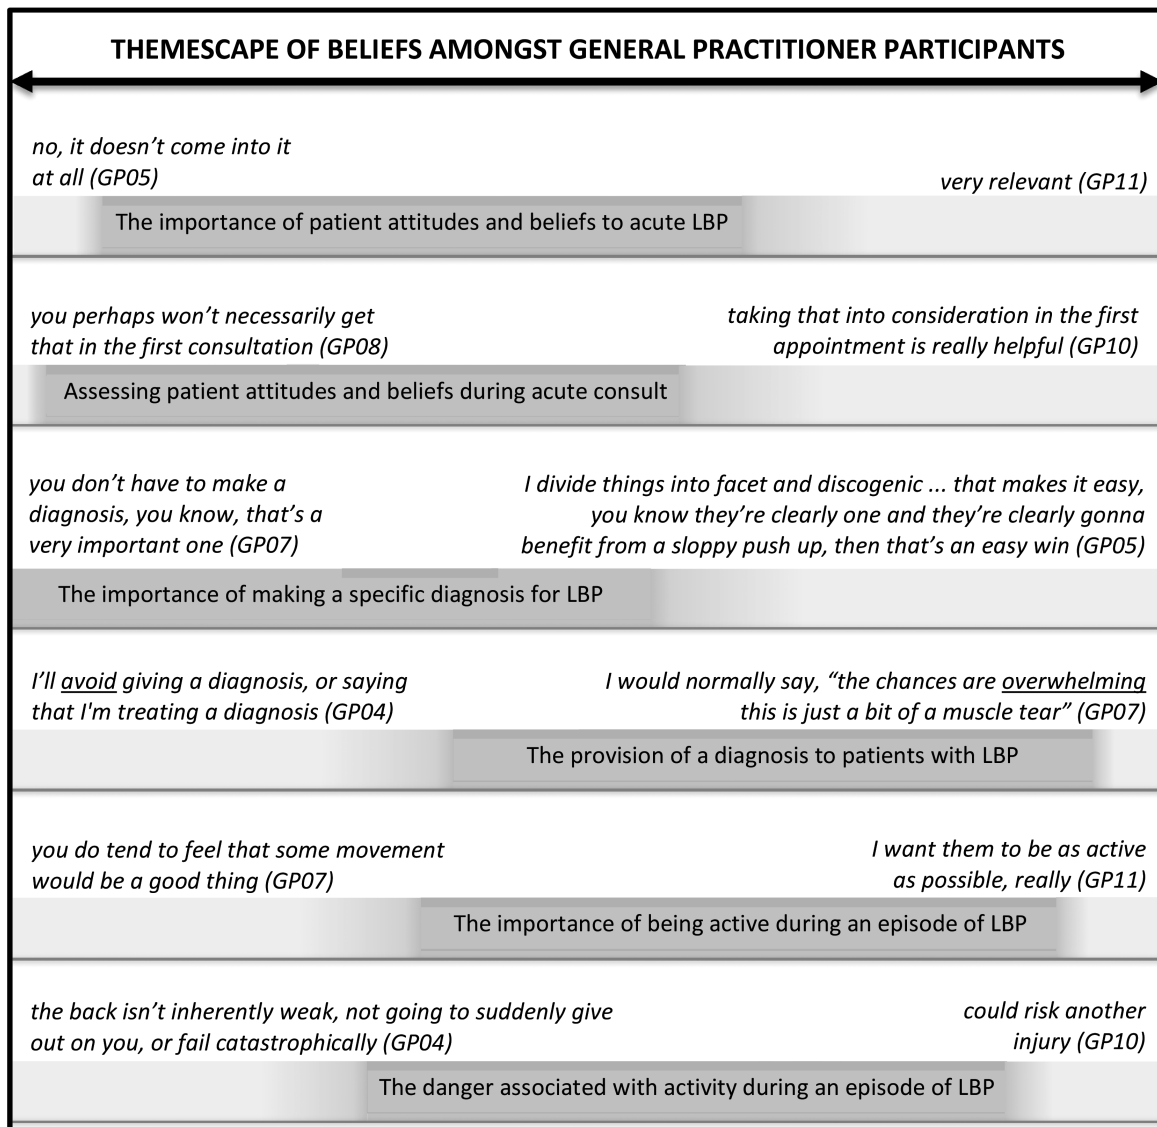 THEMESCAPE OF BELIEFS AMONGST GENERAL PRACTITIONER PARTICIPANTS
no, it doesn’t come into it
at all (GP05)
very relevant (GP11)
The importance of patient attitudes and beliefs to acute LBP
you perhaps won’t necessarily get
that in the first consultation (GP08)
taking that into consideration in the first
appointment is really helpful (GP10)
Assessing patient attitudes and beliefs during acute consult
you don’t have to make a
diagnosis, you know, that’s a
very important one (GP07)
I divide things into facet and discogenic ... that makes it easy,
you know they’re clearly one and they’re clearly gonna
benefit from a sloppy push up, then that’s an easy win (GP05)
The importance of making a specific diagnosis for LBP
I’ll avoid giving a diagnosis, or saying
that I'm treating a diagnosis (GP04)
I would normally say, “the chances are overwhelming
this is just a bit of a muscle tear” (GP07)
The provision of a diagnosis to patients with LBP
you do tend to feel that some movement
would be a good thing (GP07)
I want them to be as active
as possible, really (GP11)
The importance of being active during an episode of LBP
the back isn’t inherently weak, not going to suddenly give
out on you, or fail catastrophically (GP04)
could risk another
injury (GP10)
The danger associated with activity during an episode of LBP